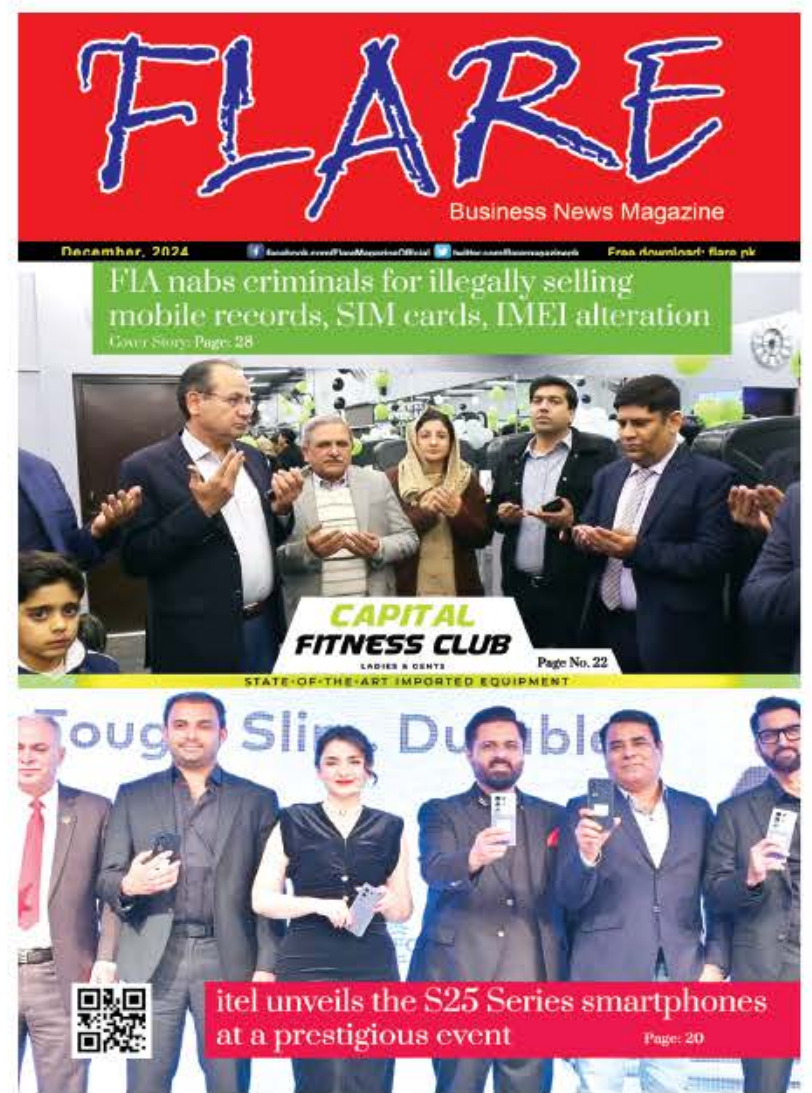 FLARE
Business News Magazine
December, 2024
facebook.com/FlareMagazineOfficial
twitter.com/flaremagazinepk
Free download: flare.pk
FIA nabs criminals for illegally selling
mobile records, SIM cards, IMEI alteration
Cover Story: Page: 28
CAPITAL
FITNESS CLUB
LADIES & GENTS
Page No. 22
STATE-OF-THE-ART IMPORTED EQUIPMENT
Slim
itel unveils the S25 Series smartphones
at a prestigious event
Page: 20